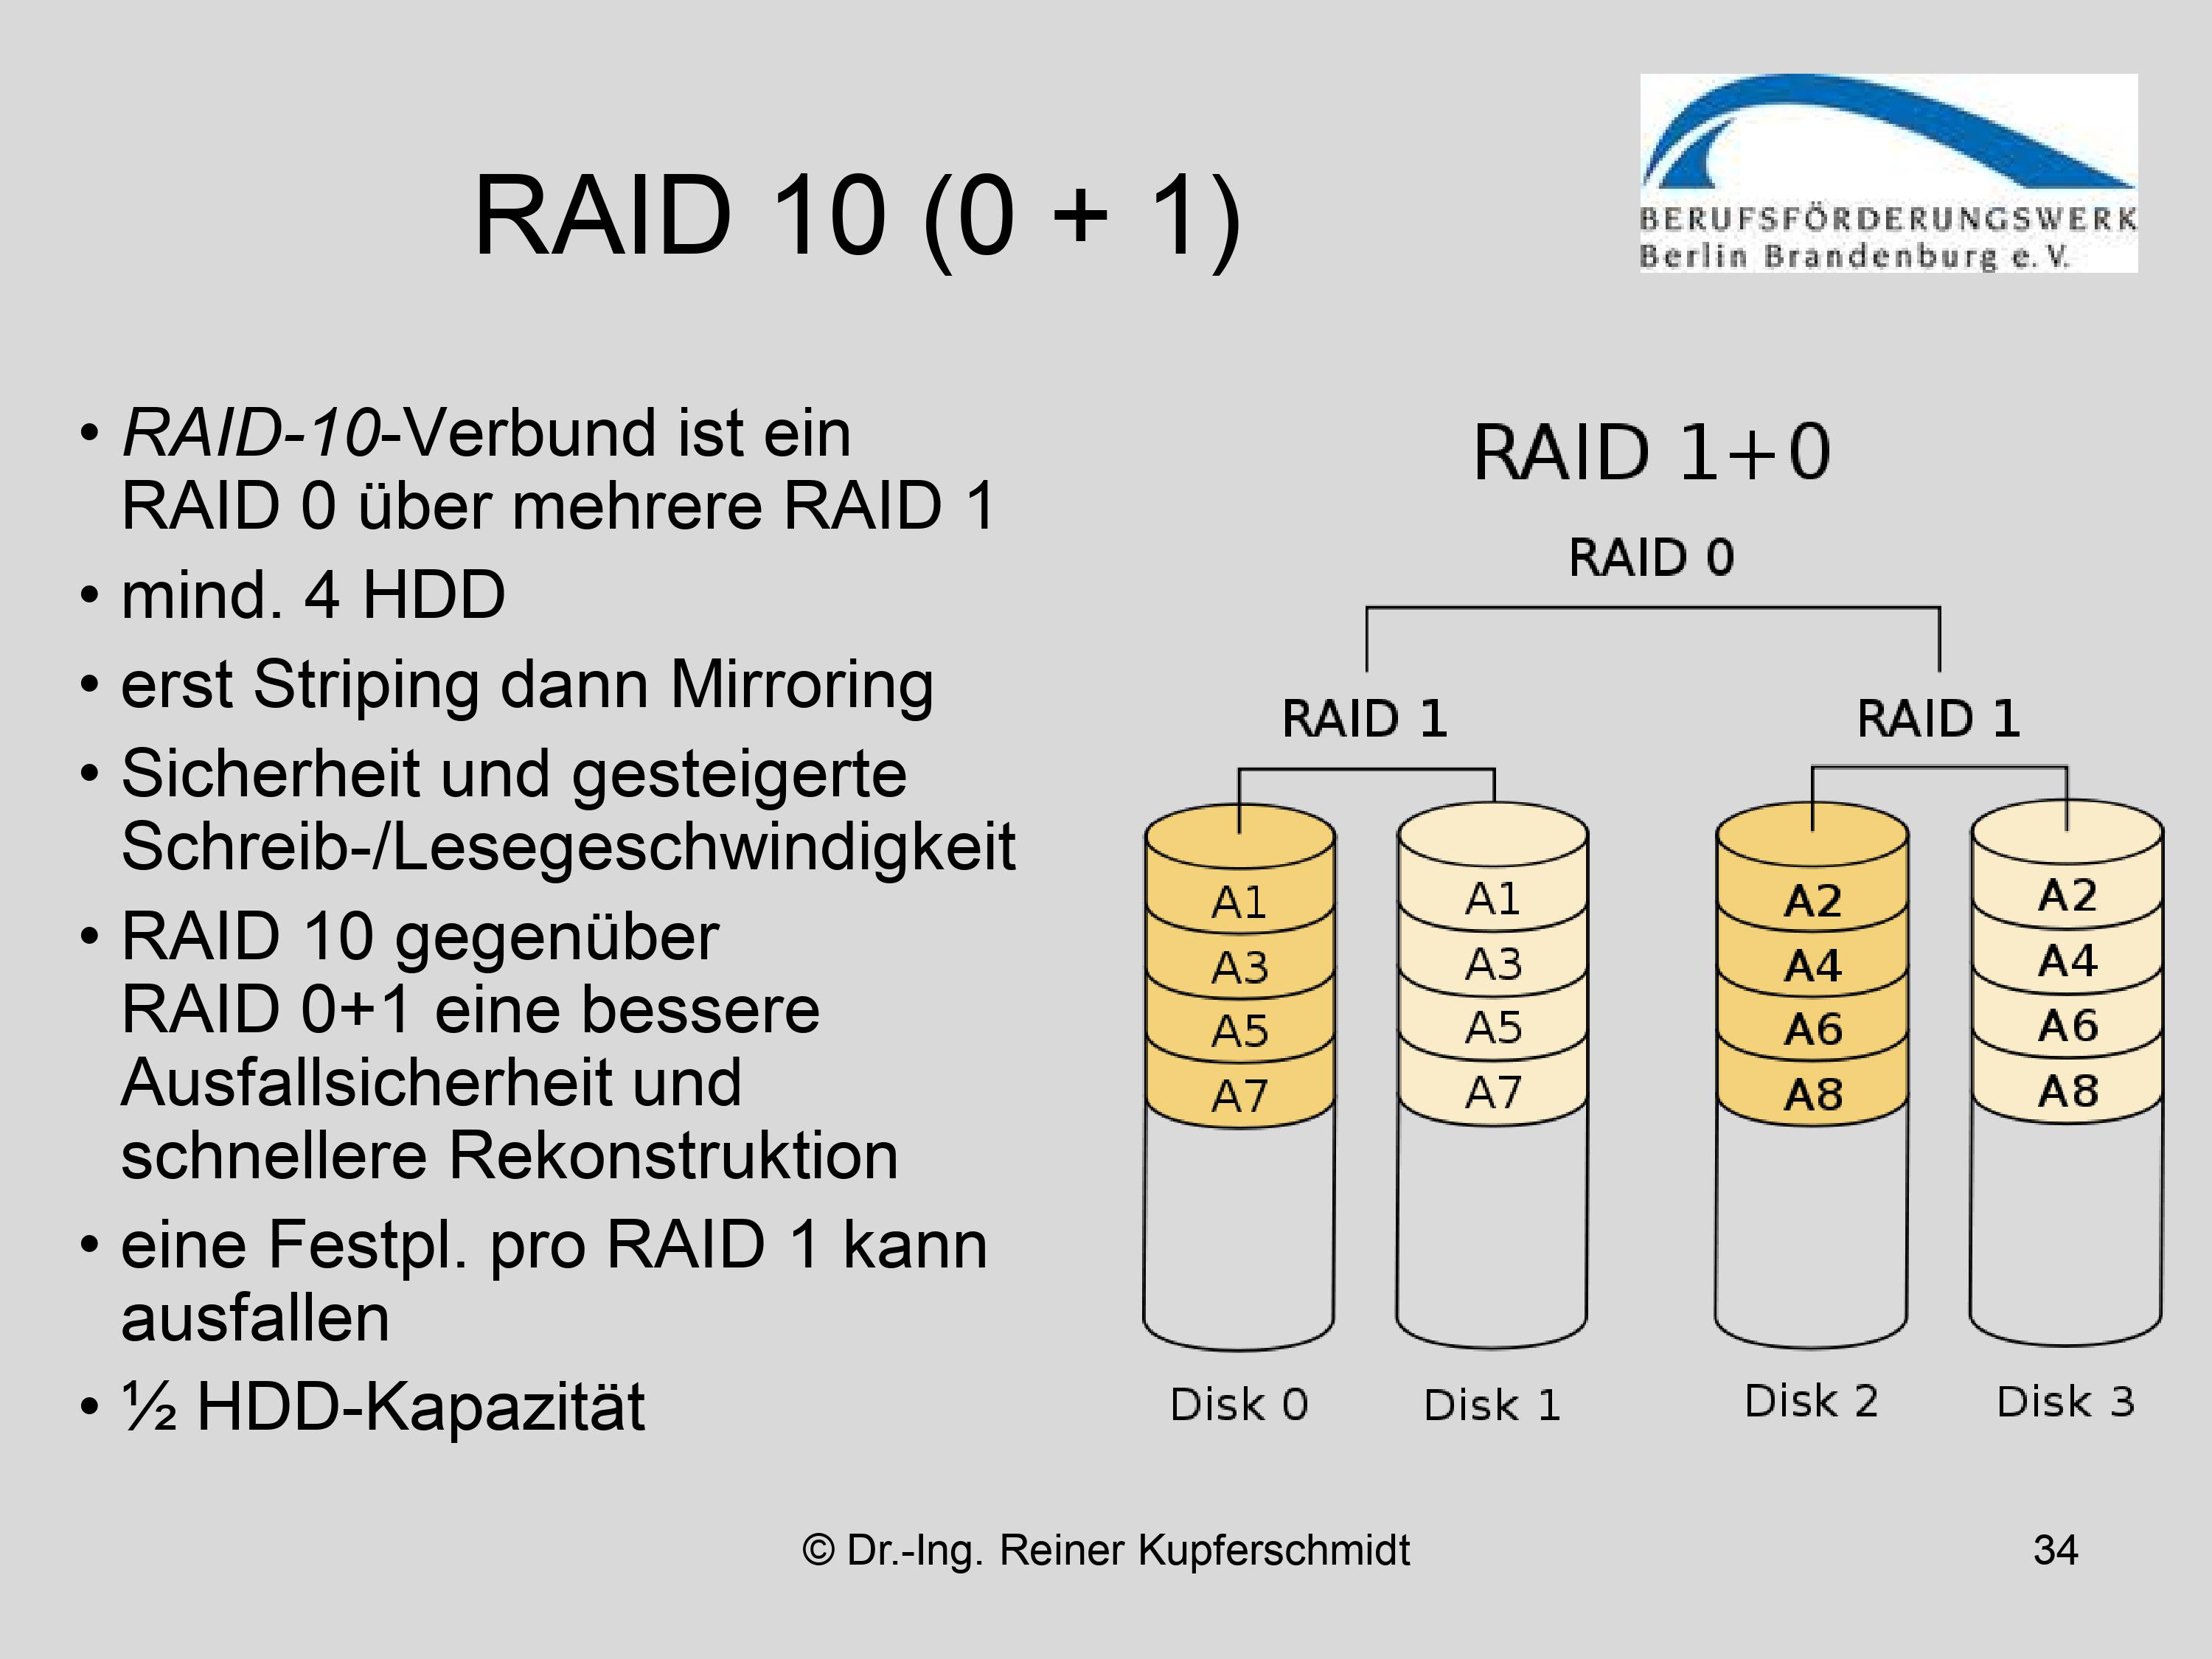 RAID 10 (0 + 1)
BERUFSFÖRDERUNGSWERK
Berlin Brandenburg e. V.
• RAID-10-Verbund ist ein
RAID 0 über mehrere RAID 1
• mind. 4 HDD
• erst Striping dann Mirroring
• Sicherheit und gesteigerte
Schreib-/Lesegeschwindigkeit
• RAID 10 gegenüber
RAID 0+1 eine bessere
Ausfallsicherheit und
schnellere Rekonstruktion
• eine Festpl. pro RAID 1 kann
ausfallen
• ½ HDD-Kapazität
RAID 1+0
RAID 0
RAID 1 RAID 1
A1 A1 A2 A2
A3 A3 A4 A4
A5 A5 A6 A6
A7 A7 A8 A8
Disk 0 Disk 1 Disk 2 Disk 3
© Dr.-Ing. Reiner Kupferschmidt 34